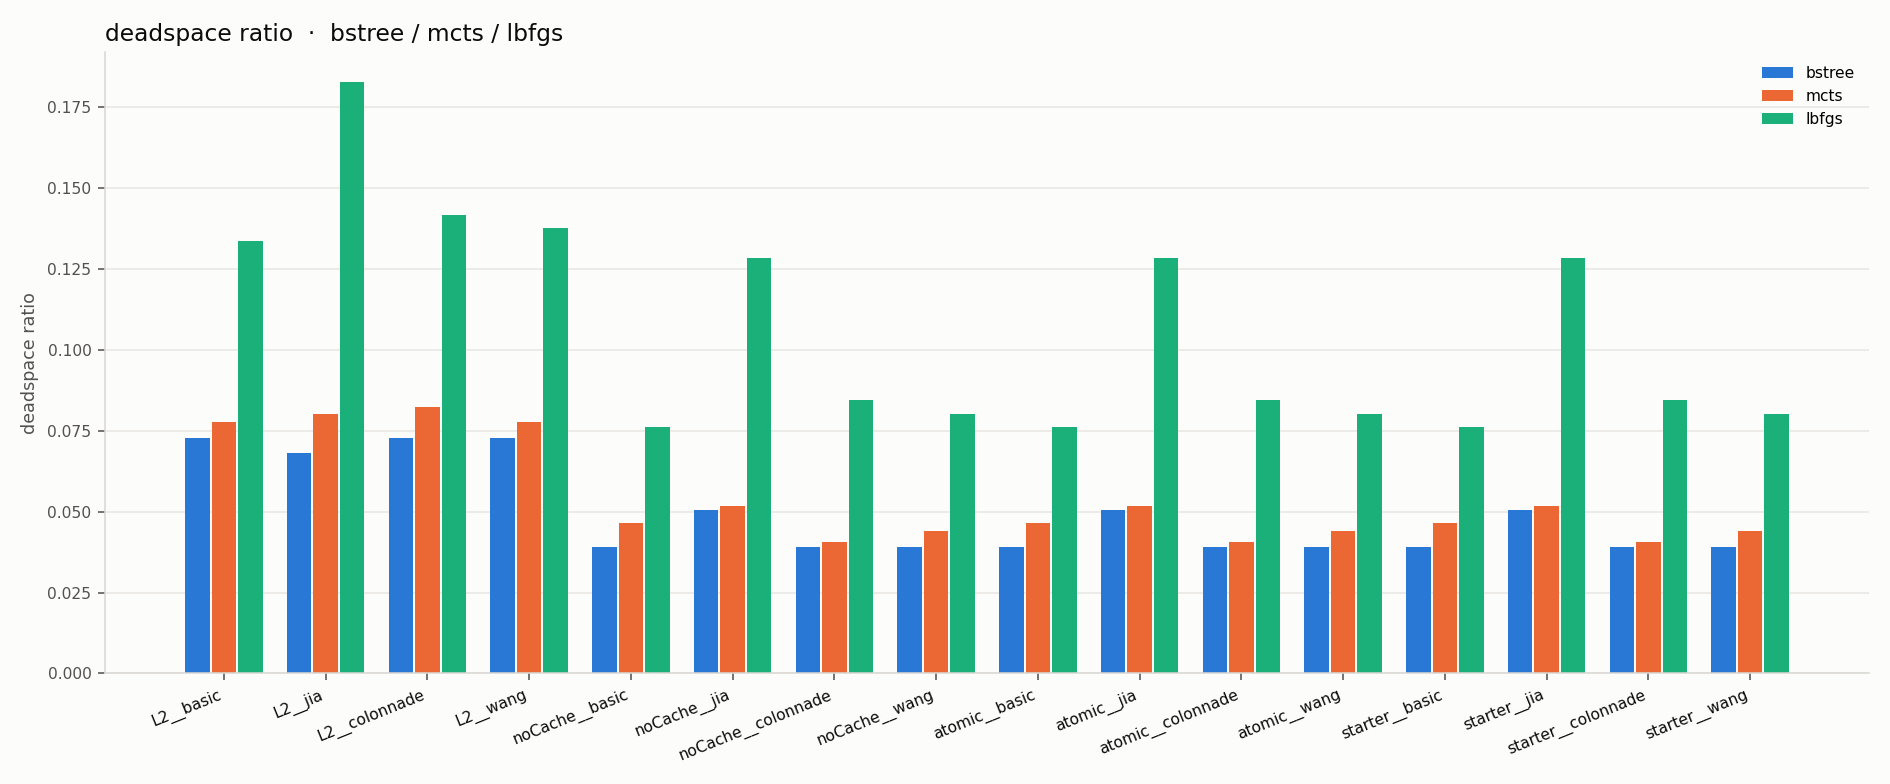 deadspace ratio · bstree / mcts / lbfgs
bstree
mcts
lbfgs
deadspace ratio
0.175
0.150
0.125
0.100
0.075
0.050
0.025
0.000
L2__basic
L2__jia
L2__colonnade
L2__wang
noCache__basic
noCache__jia
noCache__colonnade
noCache__wang
atomic__basic
atomic__jia
atomic__colonnade
atomic__wang
starter__basic
starter__jia
starter__colonnade
starter__wang